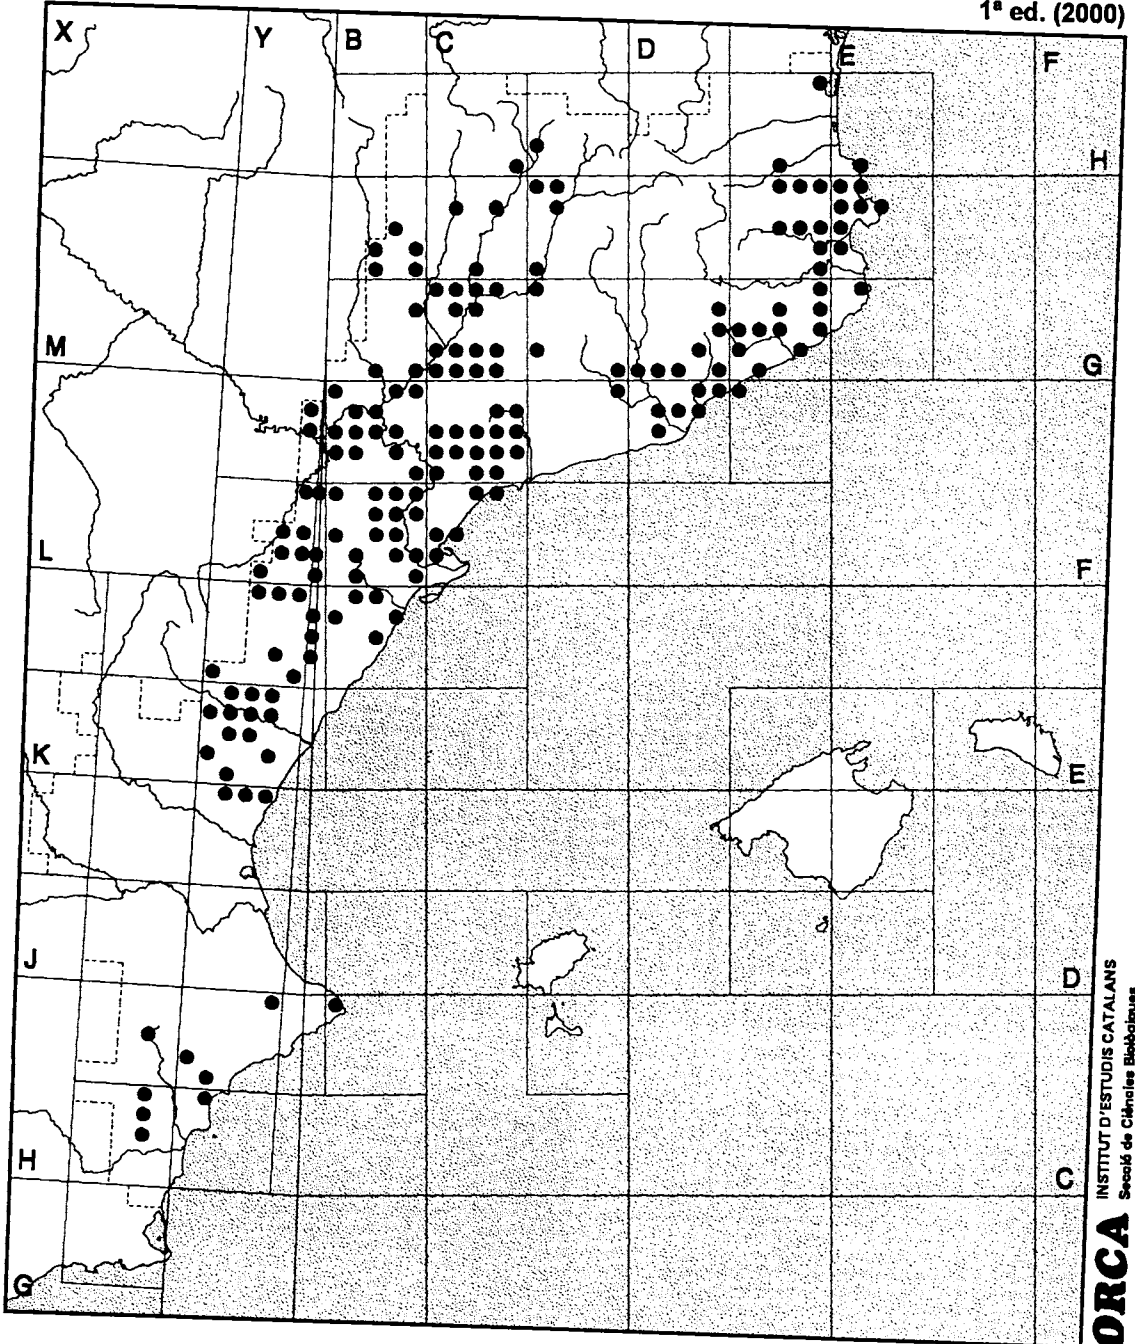 1ª ed. (2000)
X Y B C D E F
H
M G
L F
K E
J D
H C
G
ORCA
INSTITUT D'ESTUDIS CATALANS
Secció de Ciències Biològiques